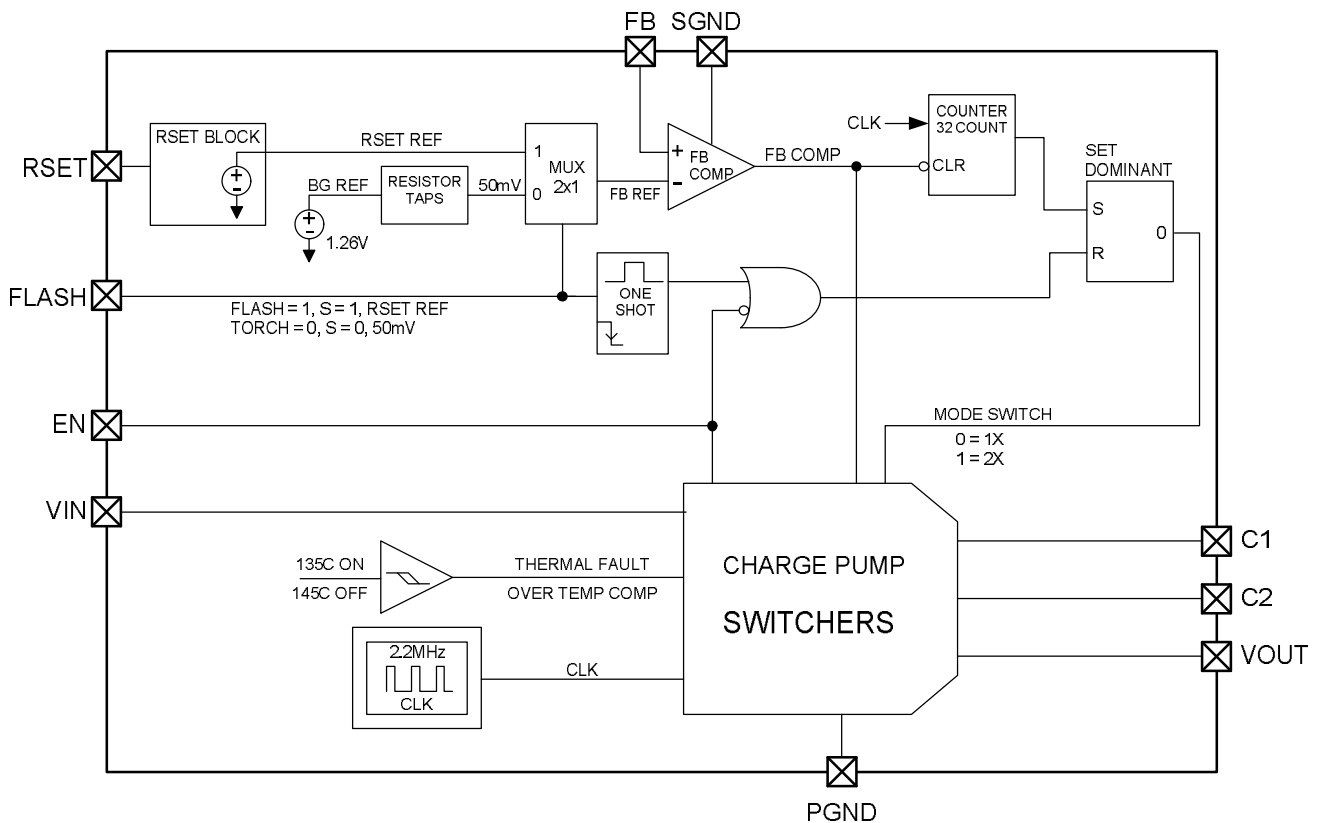 FB SGND
RSET
RSET BLOCK
+
-
RSET REF
BG REF
+
-
1.26V
RESISTOR
TAPS
50mV
1
0
MUX
2x1
FB REF
+
-
FB
COMP
FB COMP
CLK
COUNTER
32 COUNT
CLR
SET
DOMINANT
S
R
0
FLASH
FLASH = 1, S = 1, RSET REF
TORCH = 0, S = 0, 50mV
ONE
SHOT
EN
MODE SWITCH
0 = 1X
1 = 2X
VIN
135C ON
145C OFF
THERMAL FAULT
OVER TEMP COMP
CHARGE PUMP
SWITCHERS
2.2MHz
CLK
CLK
C1
C2
VOUT
PGND